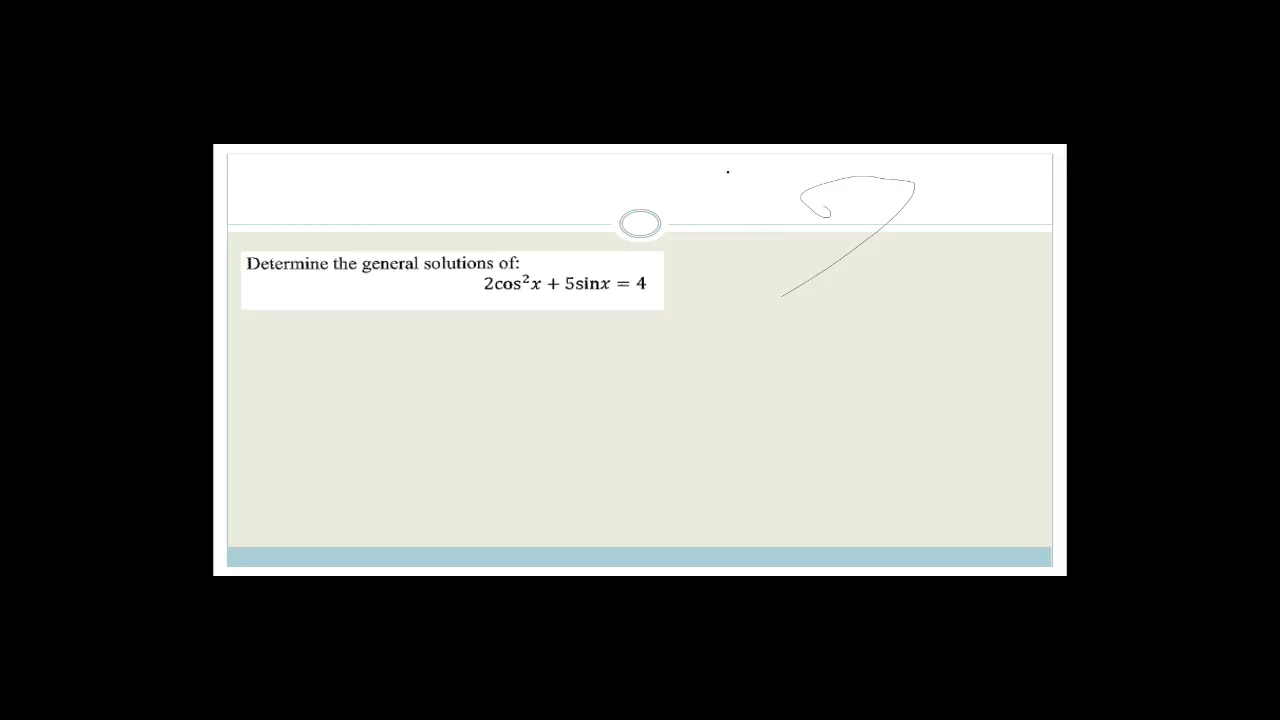 Determine the general solutions of:
2cos²x + 5sinx = 4